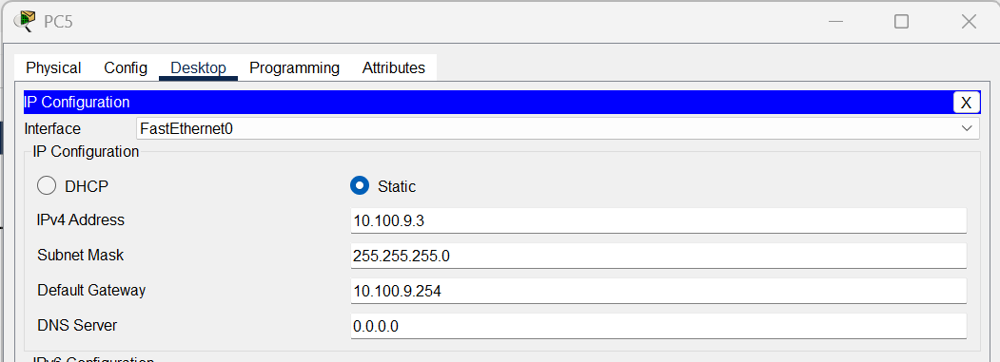 PC5
Physical Config Desktop Programming Attributes
IP Configuration X
Interface FastEthernet0
IP Configuration
DHCP Static
IPv4 Address 10.100.9.3
Subnet Mask 255.255.255.0
Default Gateway 10.100.9.254
DNS Server 0.0.0.0
IPv6 Configuration